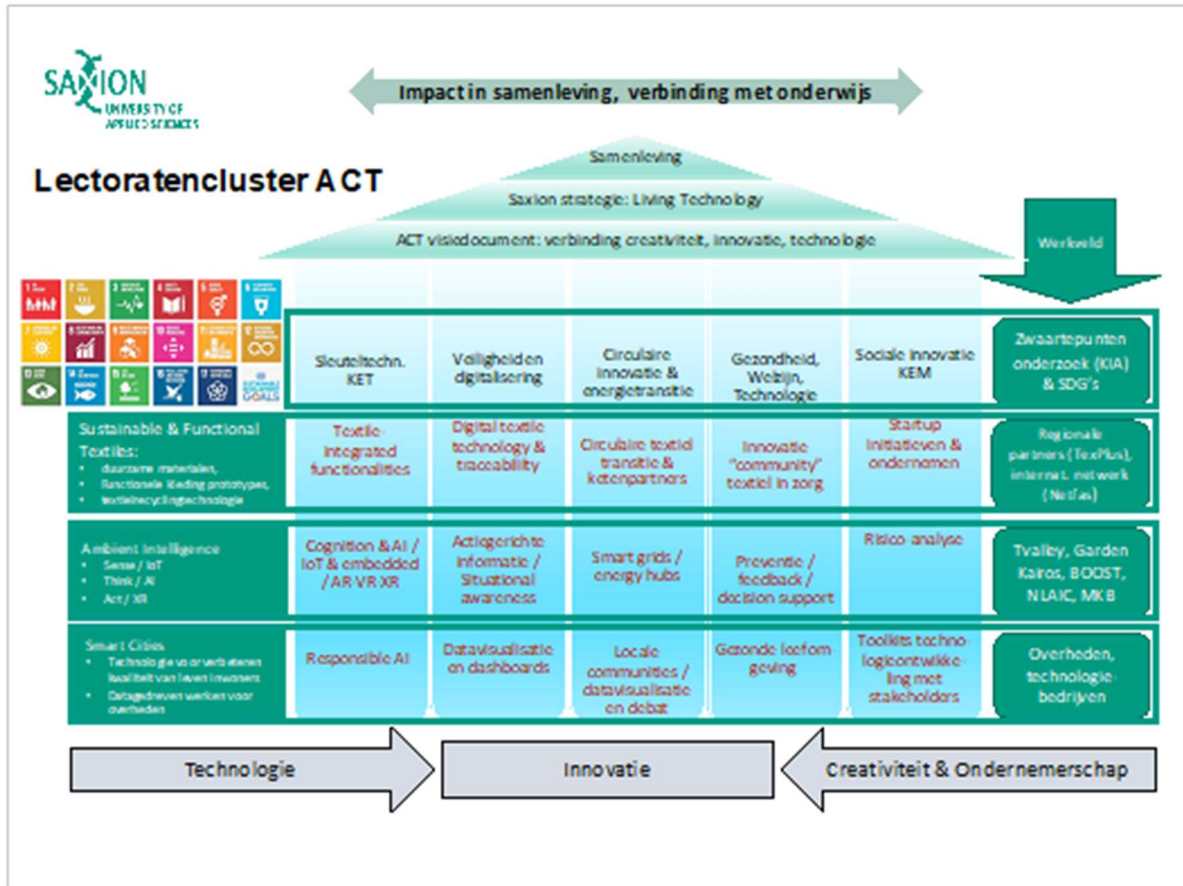 SAXION
UNIVERSITY OF
APPLIED SCIENCES
Impact in samenleving, verbinding met onderwijs
Lectoratencluster ACT
Samenleving
Saxion strategie: Living Technology
ACT visiedocument: verbinding creativiteit, innovatie, technologie
Werkveld
Sleuteltechn.
KET
Veiligheid en
digitalisering
Circulaire
innovatie &
energietransitie
Gezondheid,
Welzijn,
Technologie
Sociale innovatie
KEM
Zwaartepunten
onderzoek (KIA)
& SDG's
Sustainable & Functional
Textiles:
• duurzame materialen,
• Functionele kleding prototypes,
• textielrecyclingtechnologie
Textile-
integrated
functionalities
Digital textile
technology &
traceability
Circulaire textiel
transitie &
ketenpartners
Innovatie
"community"
textiel in zorg
Startup
initiatieven &
ondernomen
Regionale
partners (TexPlus),
internat. netwerk
(Netfas)
Ambient Intelligence
• Sense / IoT
• Think / AI
• Act / XR
Cognition & AI /
IoT & embedded
/ AR VR XR
Actiegerichte
informatie /
Situational
awareness
Smart grids /
energy hubs
Preventie /
feedback /
decision support
Risico-analyse
Tvalley, Garden
Kairos, BOOST,
NLAIC, MKB
Smart Cities
• Technologie voor verbeteren
kwaliteit van leven inwoners
• Datagedreven werken voor
overheden
Responsible AI
Datavisualisatie
en dashboards
Locale
communities /
datavisualisatie
en debat
Gezonde leefom-
geving
Toolkits techno-
logieontwikke-
ling met
stakeholders
Overheden,
technologie-
bedrijven
Technologie
Innovatie
Creativiteit & Ondernemerschap